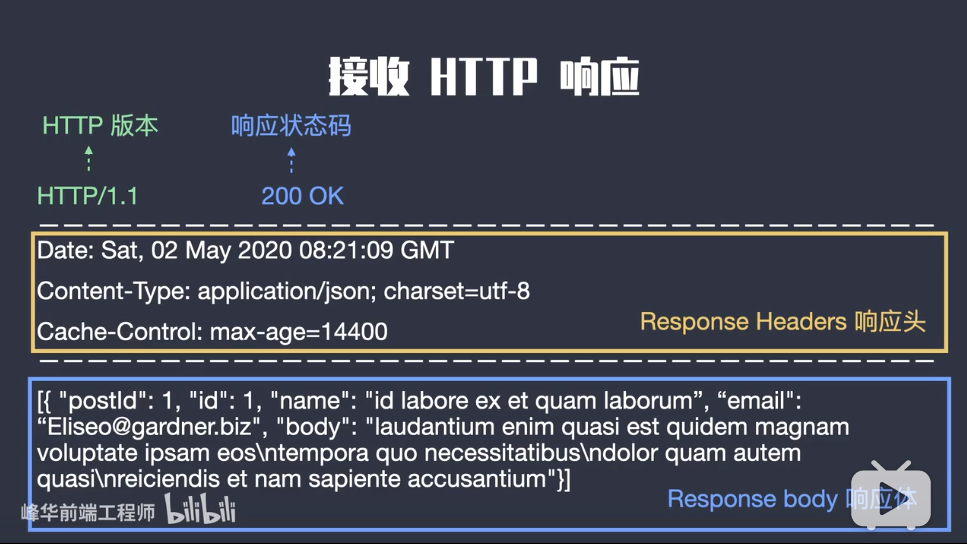 接收 HTTP 响应
HTTP 版本 响应状态码
HTTP/1.1 200 OK
Date: Sat, 02 May 2020 08:21:09 GMT
Content-Type: application/json; charset=utf-8
Cache-Control: max-age=14400
Response Headers 响应头
[{ "postId": 1, "id": 1, "name": "id labore ex et quam laborum”, “email":
“Eliseo@gardner.biz", "body": "laudantium enim quasi est quidem magnam
voluptate ipsam eos\ntempora quo necessitatibus\ndolor quam autem
quasi\nreiciendis et nam sapiente accusantium"}]
Response body 响应体
峰华前端工程师 bilibili